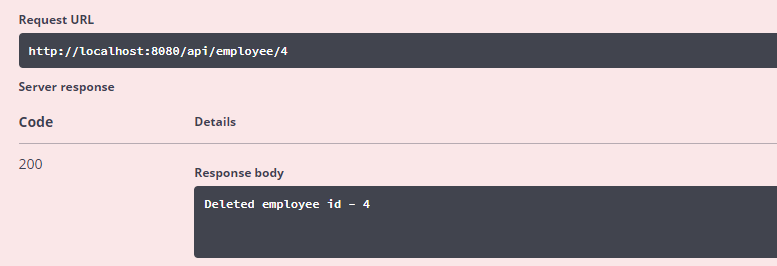 Request URL
http://localhost:8080/api/employee/4
Server response
Code Details
200
Response body
Deleted employee id - 4